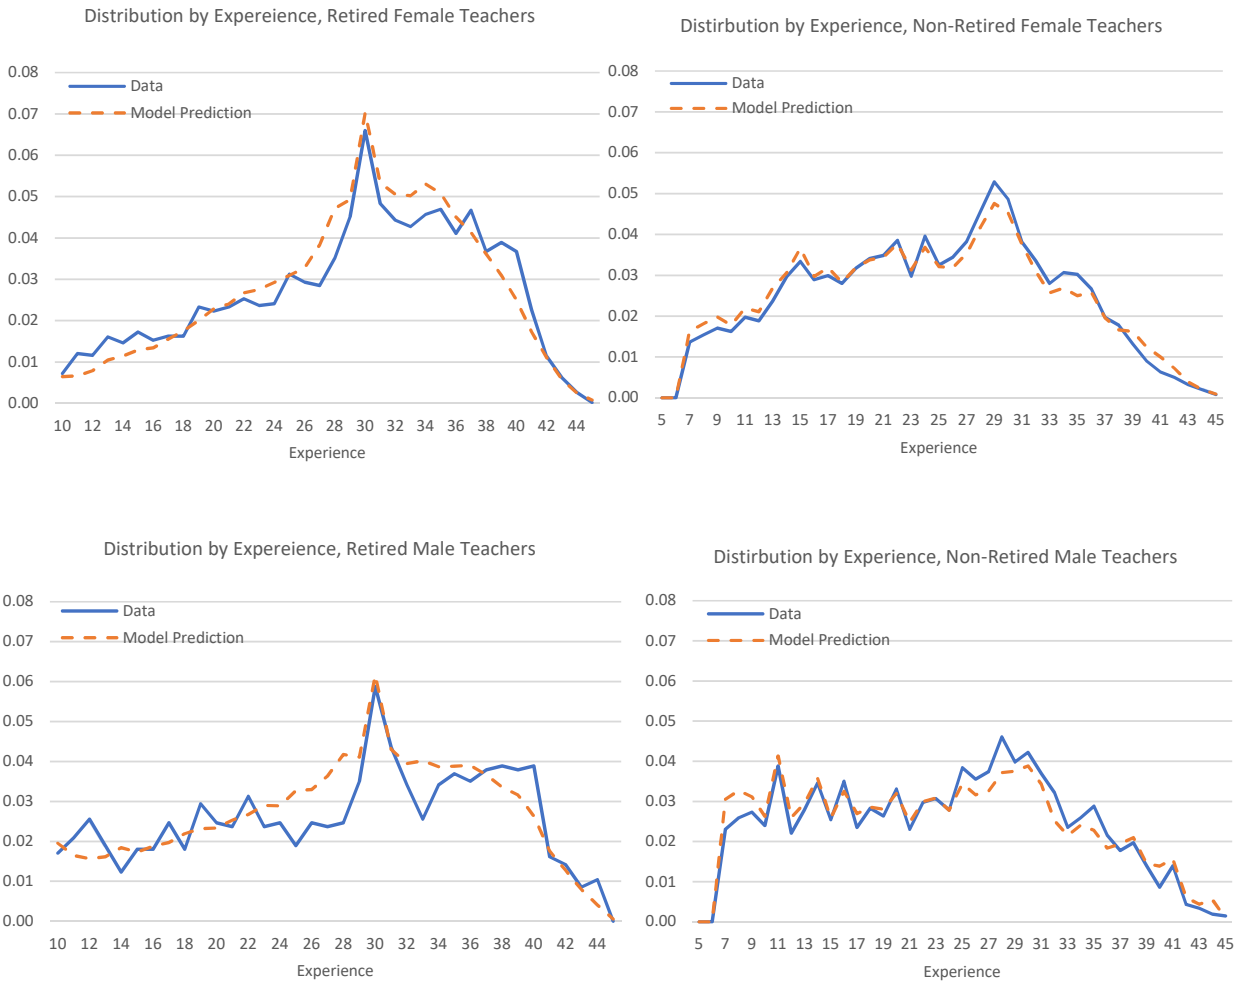 Distribution by Expereience, Retired Female Teachers
Data
Model Prediction
0.08
0.07
0.06
0.05
0.04
0.03
0.02
0.01
0.00
10 12 14 16 18 20 22 24 26 28 30 32 34 36 38 40 42 44
Experience
Distirbution by Experience, Non-Retired Female Teachers
Data
Model Prediction
0.08
0.07
0.06
0.05
0.04
0.03
0.02
0.01
0.00
5 7 9 11 13 15 17 19 21 23 25 27 29 31 33 35 37 39 41 43 45
Experience
Distribution by Expereience, Retired Male Teachers
Data
Model Prediction
0.08
0.07
0.06
0.05
0.04
0.03
0.02
0.01
0.00
10 12 14 16 18 20 22 24 26 28 30 32 34 36 38 40 42 44
Experience
Distirbution by Experience, Non-Retired Male Teachers
Data
Model Prediction
0.08
0.07
0.06
0.05
0.04
0.03
0.02
0.01
0.00
5 7 9 11 13 15 17 19 21 23 25 27 29 31 33 35 37 39 41 43 45
Experience